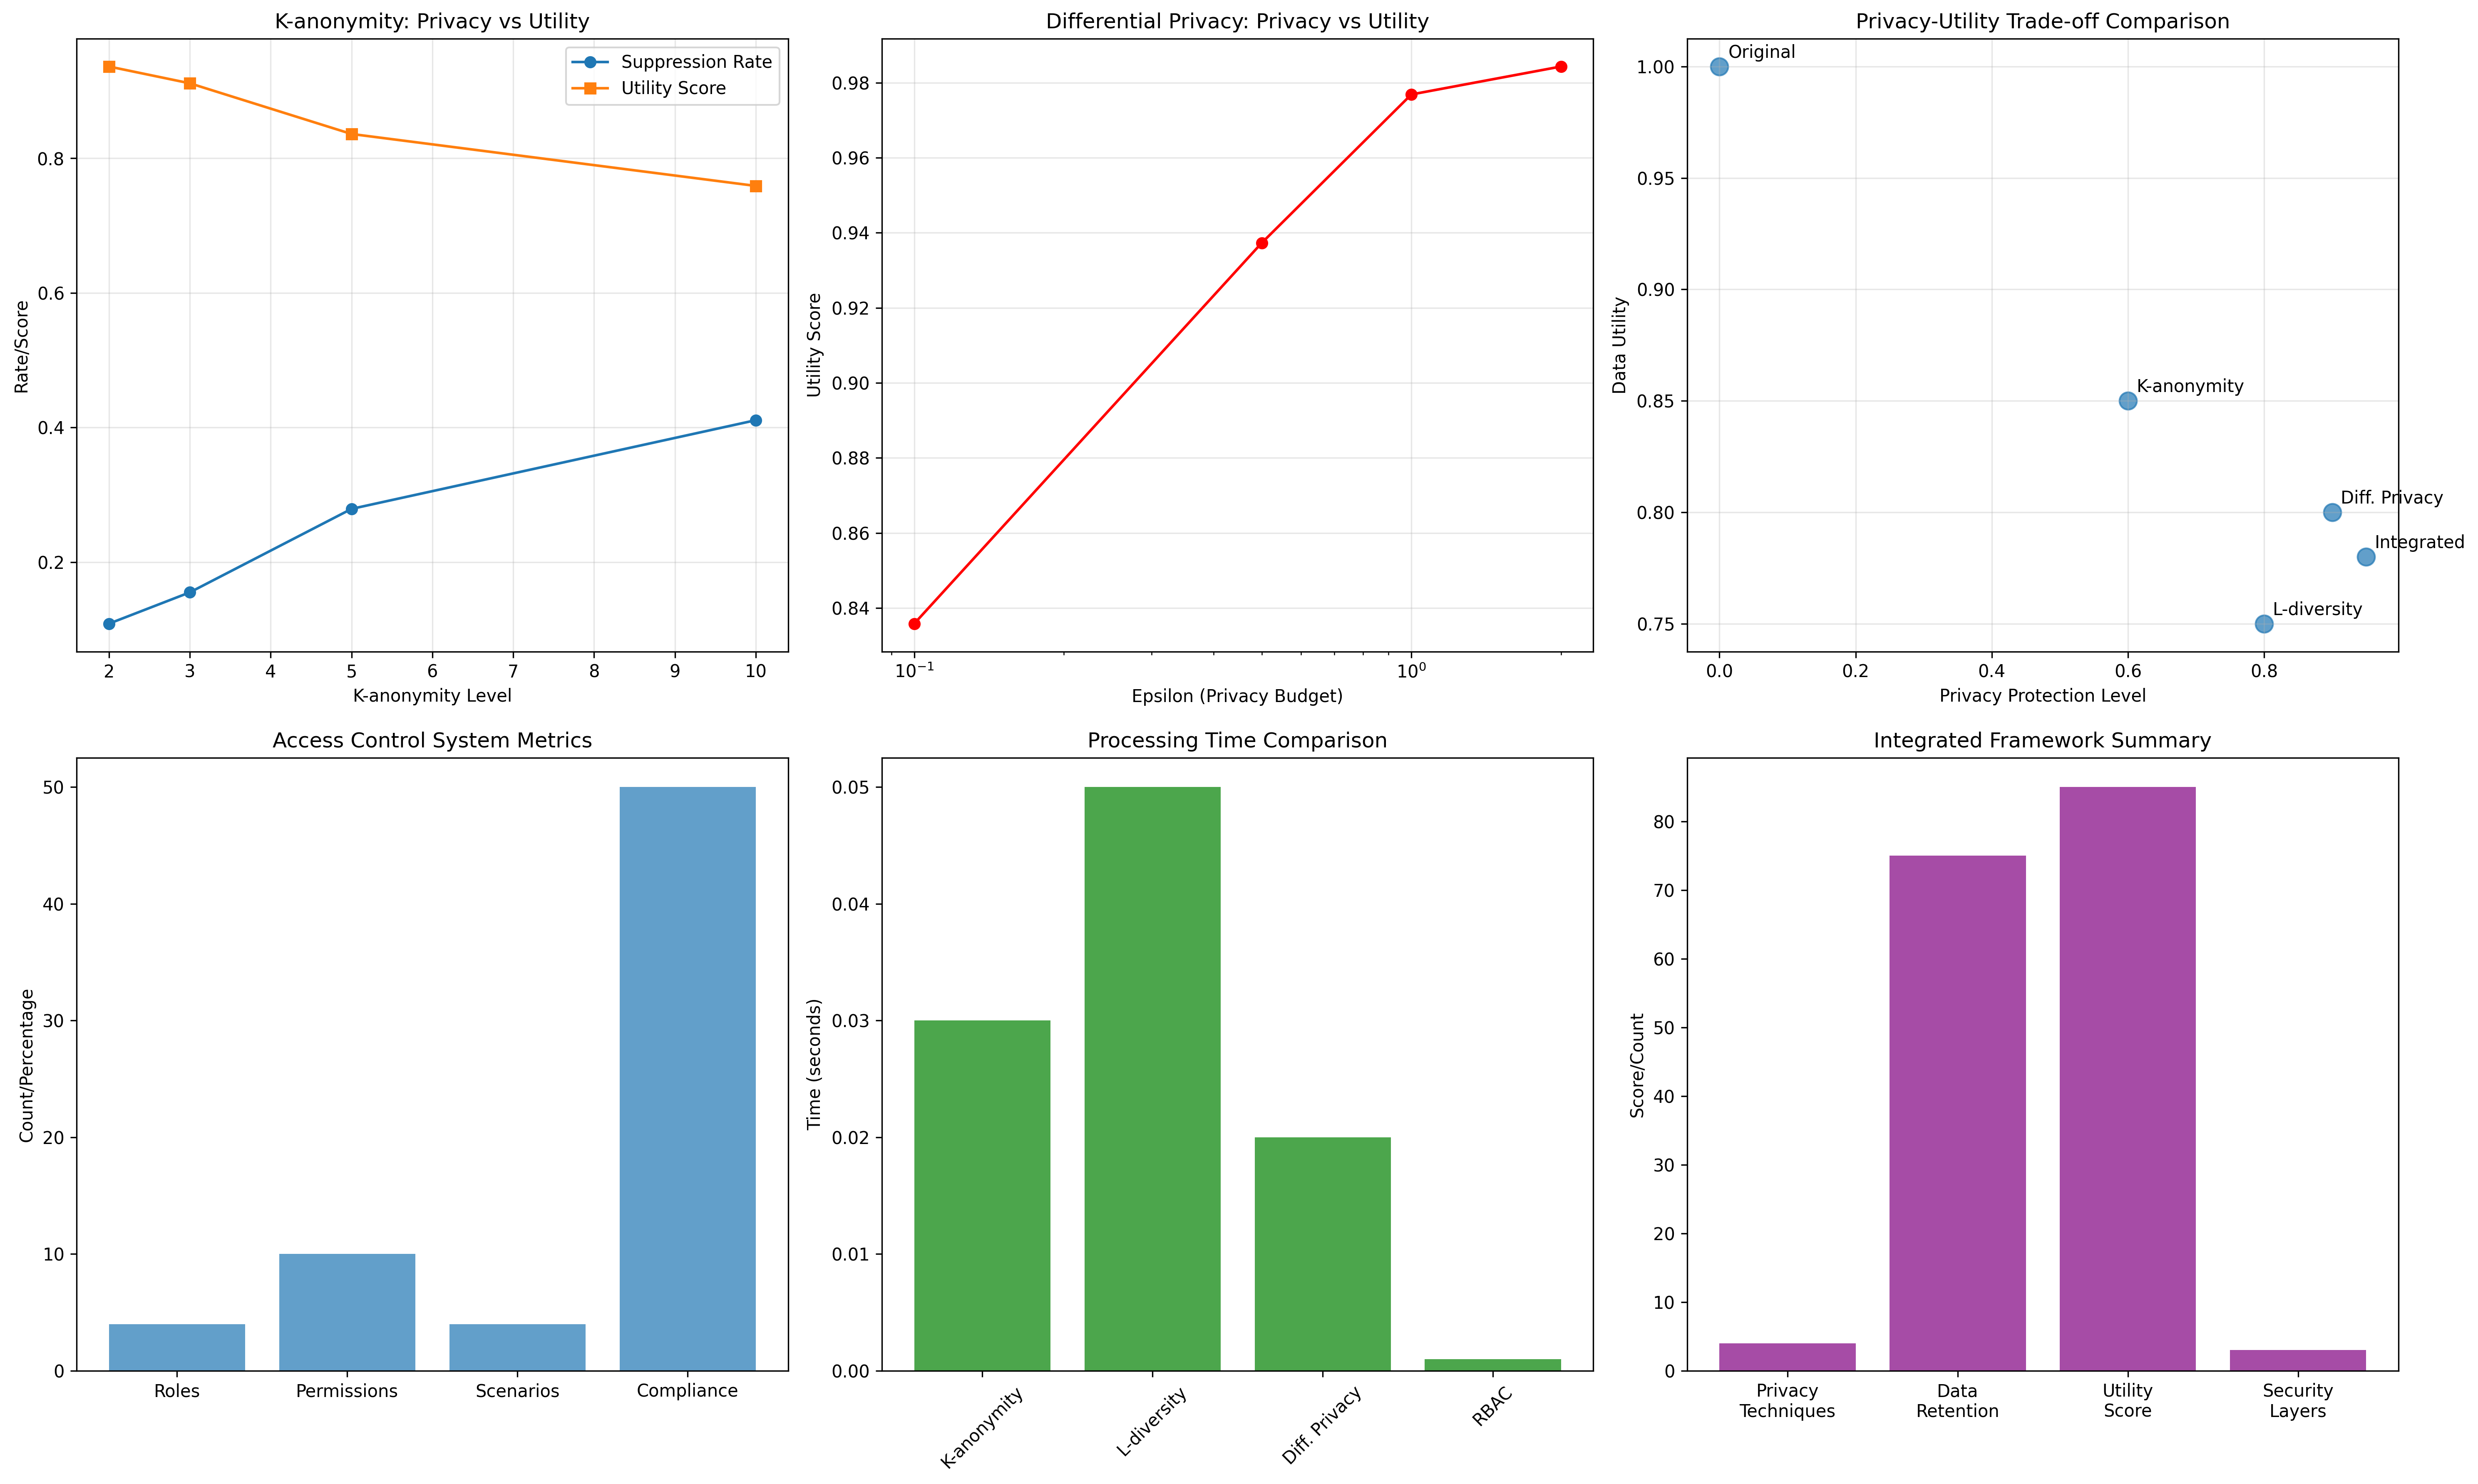 K-anonymity: Privacy vs Utility
Rate/Score
0.8
0.6
0.4
0.2
Suppression Rate
Utility Score
2 3 4 5 6 7 8 9 10
K-anonymity Level
Differential Privacy: Privacy vs Utility
Utility Score
0.98
0.96
0.94
0.92
0.90
0.88
0.86
0.84
10⁻¹ 10⁰
Epsilon (Privacy Budget)
Privacy-Utility Trade-off Comparison
Data Utility
1.00
0.95
0.90
0.85
0.80
0.75
Original
K-anonymity
Diff. Privacy
Integrated
L-diversity
0.0 0.2 0.4 0.6 0.8
Privacy Protection Level
Access Control System Metrics
Count/Percentage
50
40
30
20
10
0
Roles Permissions Scenarios Compliance
Processing Time Comparison
Time (seconds)
0.05
0.04
0.03
0.02
0.01
0.00
K-anonymity
L-diversity
Diff. Privacy
RBAC
Integrated Framework Summary
Score/Count
80
70
60
50
40
30
20
10
0
Privacy
Techniques
Data
Retention
Utility
Score
Security
Layers